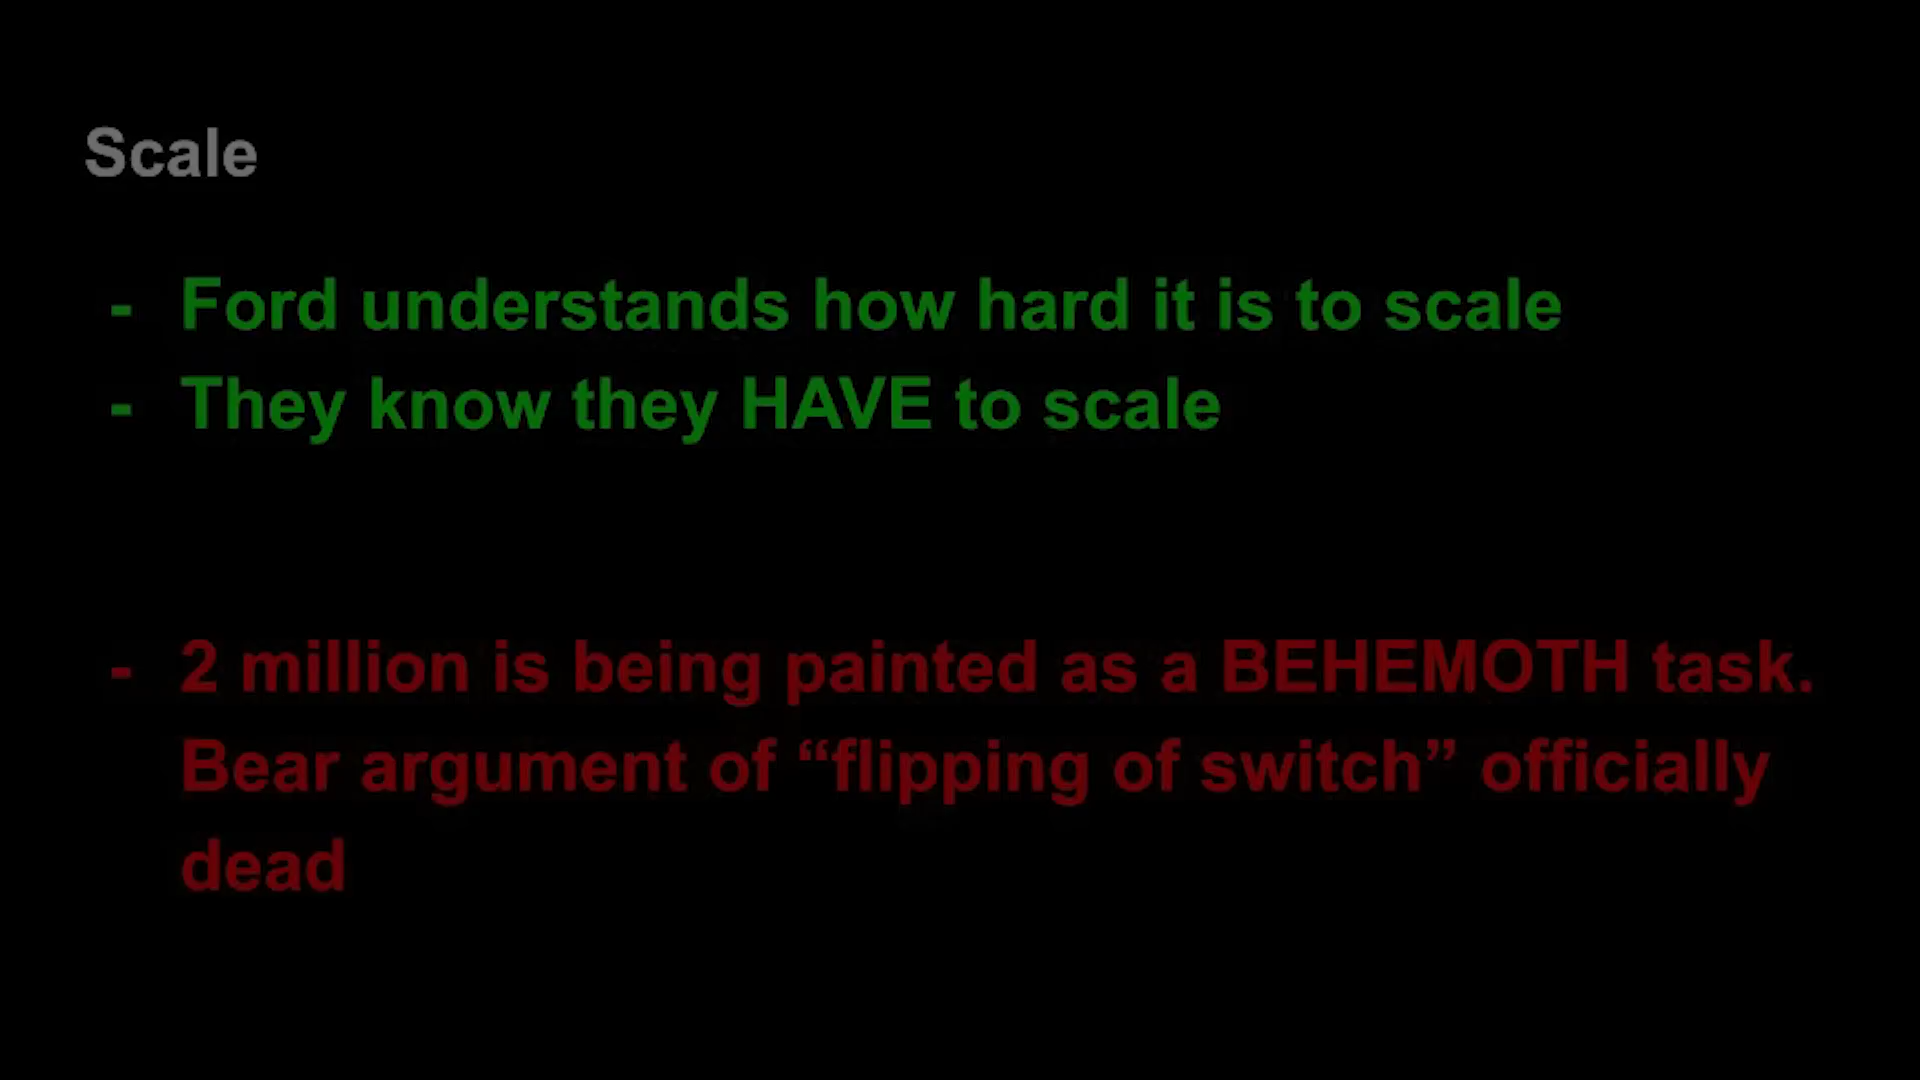 Scale
- Ford understands how hard it is to scale
- They know they HAVE to scale
- 2 million is being painted as a BEHEMOTH task.
Bear argument of “flipping of switch” officially
dead